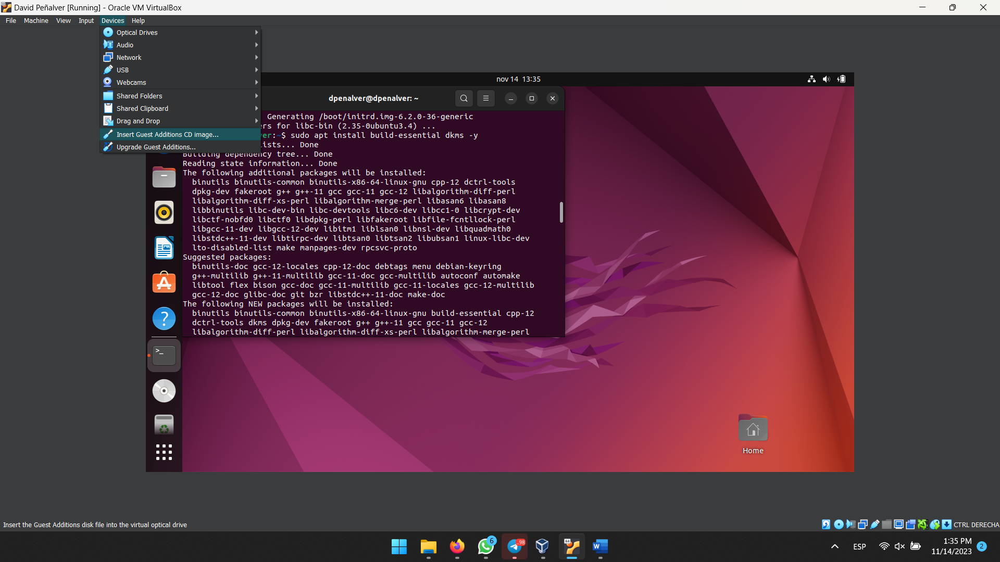 David Peñalver [Running] - Oracle VM VirtualBox
File Machine View Input Devices Help
Optical Drives
Audio
Network
USB
Webcams
Shared Folders
Shared Clipboard
Drag and Drop
Insert Guest Additions CD image...
Upgrade Guest Additions...
nov 14 13:35
dpenalver@dpenalver: ~
Generating /boot/initrd.img-6.2.0-36-generic
ers for libc-bin (2.35-0ubuntu3.4) ...
ver:~$ sudo apt install build-essential dkms -y
ists... Done
Building dependency tree... Done
Reading state information... Done
The following additional packages will be installed:
binutils binutils-common binutils-x86-64-linux-gnu cpp-12 dctrl-tools
dpkg-dev fakeroot g++ g++-11 gcc gcc-11 gcc-12 libalgorithm-diff-perl
libalgorithm-diff-xs-perl libalgorithm-merge-perl libasan6 libasan8
libbinutils libc-dev-bin libc-devtools libc6-dev libcc1-0 libcrypt-dev
libctf-nobfd0 libctf0 libdpkg-perl libfakeroot libfile-fcntllock-perl
libgcc-11-dev libgcc-12-dev libitm1 liblsan0 libnsl-dev libquadmath0
libstdc++-11-dev libtirpc-dev libtsan0 libtsan2 libubsan1 linux-libc-dev
lto-disabled-list make manpages-dev rpcsvc-proto
Suggested packages:
binutils-doc gcc-12-locales cpp-12-doc debtags menu debian-keyring
g++-multilib g++-11-multilib gcc-11-doc gcc-multilib autoconf automake
libtool flex bison gcc-doc gcc-11-multilib gcc-11-locales gcc-12-multilib
gcc-12-doc glibc-doc git bzr libstdc++-11-doc make-doc
The following NEW packages will be installed:
binutils binutils-common binutils-x86-64-linux-gnu build-essential cpp-12
dctrl-tools dkms dpkg-dev fakeroot g++ g++-11 gcc gcc-11 gcc-12
libalgorithm-diff-perl libalgorithm-diff-xs-perl libalgorithm-merge-perl
Home
Insert the Guest Additions disk file into the virtual optical drive
CTRL DERECHA
6
..98
64
W
ESP
1:35 PM
11/14/2023
2